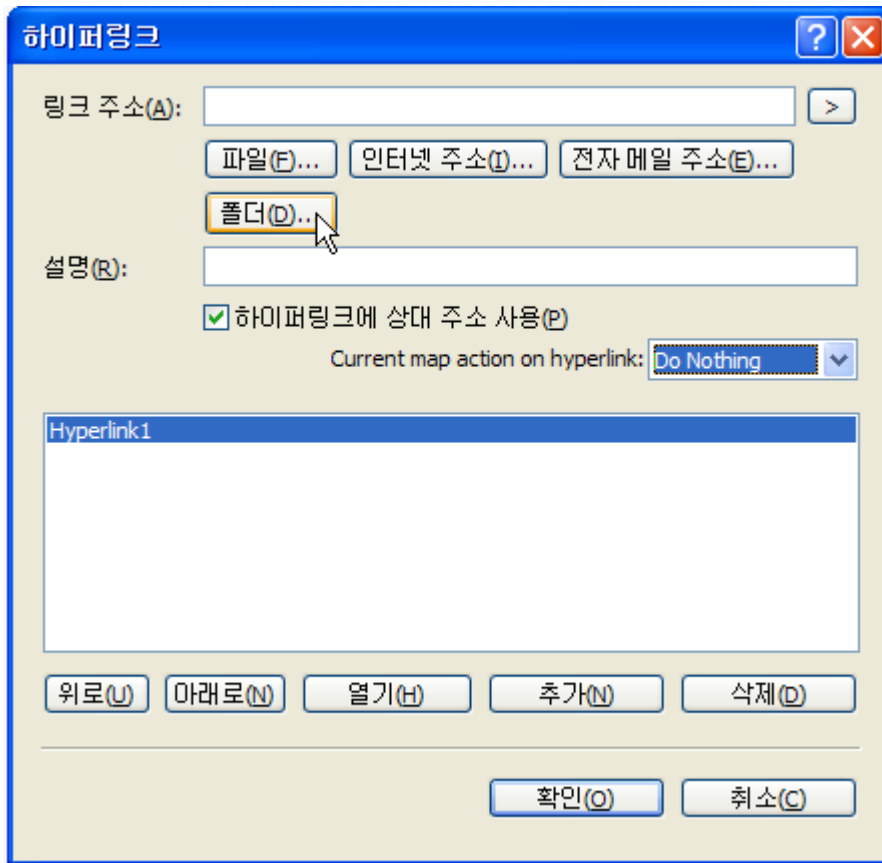 하이퍼링크
링크 주소(A): >
파일(F)... 인터넷 주소(I)... 전자 메일 주소(E)...
폴더(D)...
설명(R):
하이퍼링크에 상대 주소 사용(P)
Current map action on hyperlink: Do Nothing
Hyperlink1
위로(U) 아래로(N) 열기(H) 추가(N) 삭제(D)
확인(O) 취소(C)